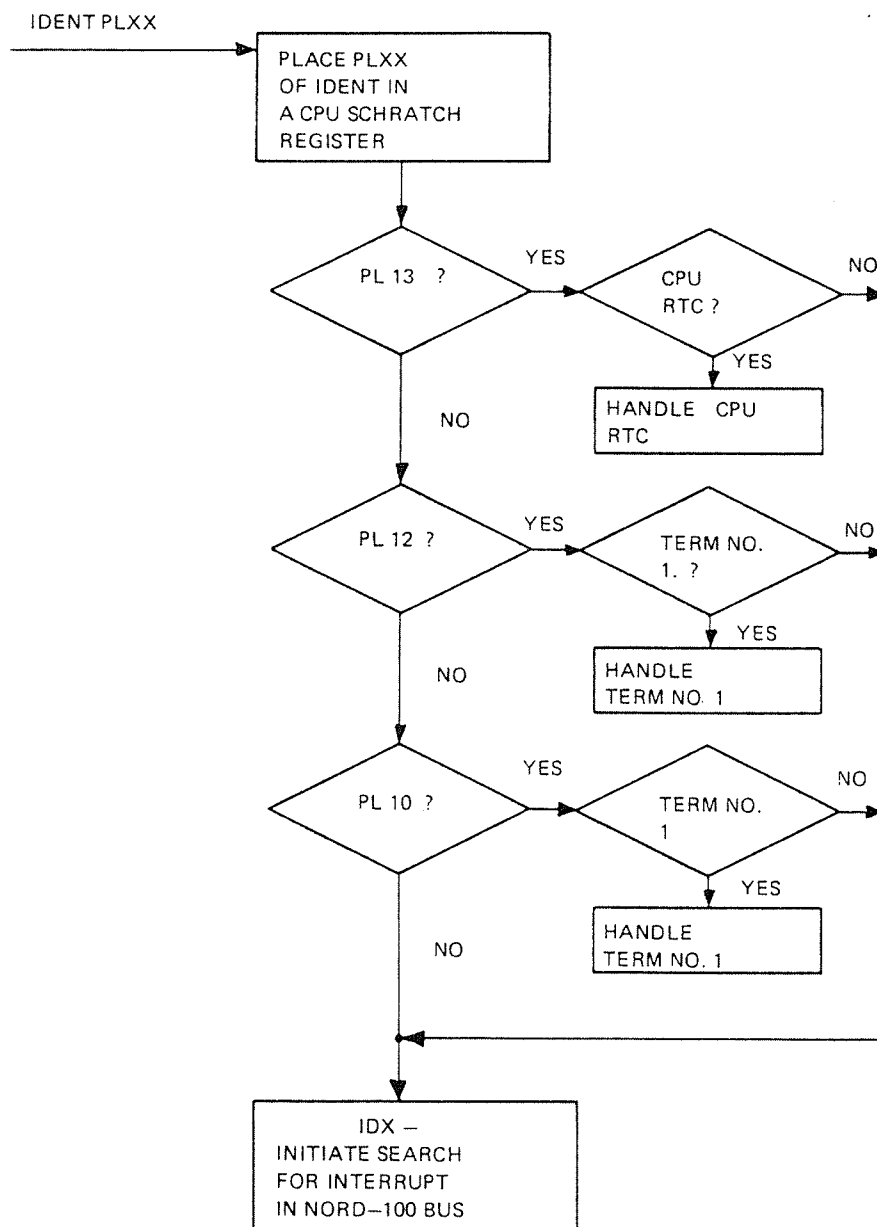 IDENT PLXX
PLACE PLXX
OF IDENT IN
A CPU SCHRATCH
REGISTER
PL 13 ?
YES
CPU
RTC ?
NO
YES
HANDLE CPU
RTC
NO
PL 12 ?
YES
TERM NO.
1. ?
NO
YES
HANDLE
TERM NO. 1
NO
PL 10 ?
YES
TERM NO.
1
NO
YES
HANDLE
TERM NO. 1
NO
IDX –
INITIATE SEARCH
FOR INTERRUPT
IN NORD–100 BUS